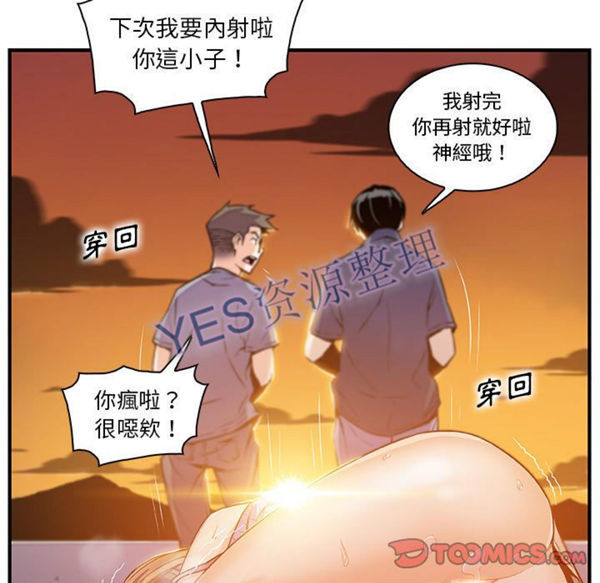 下次我要內射啦
你這小子！
我射完
你再射就好啦
神經哦！
穿回
YES资源整理
穿回
你瘋啦？
很噁欸！
TOOMICS.com